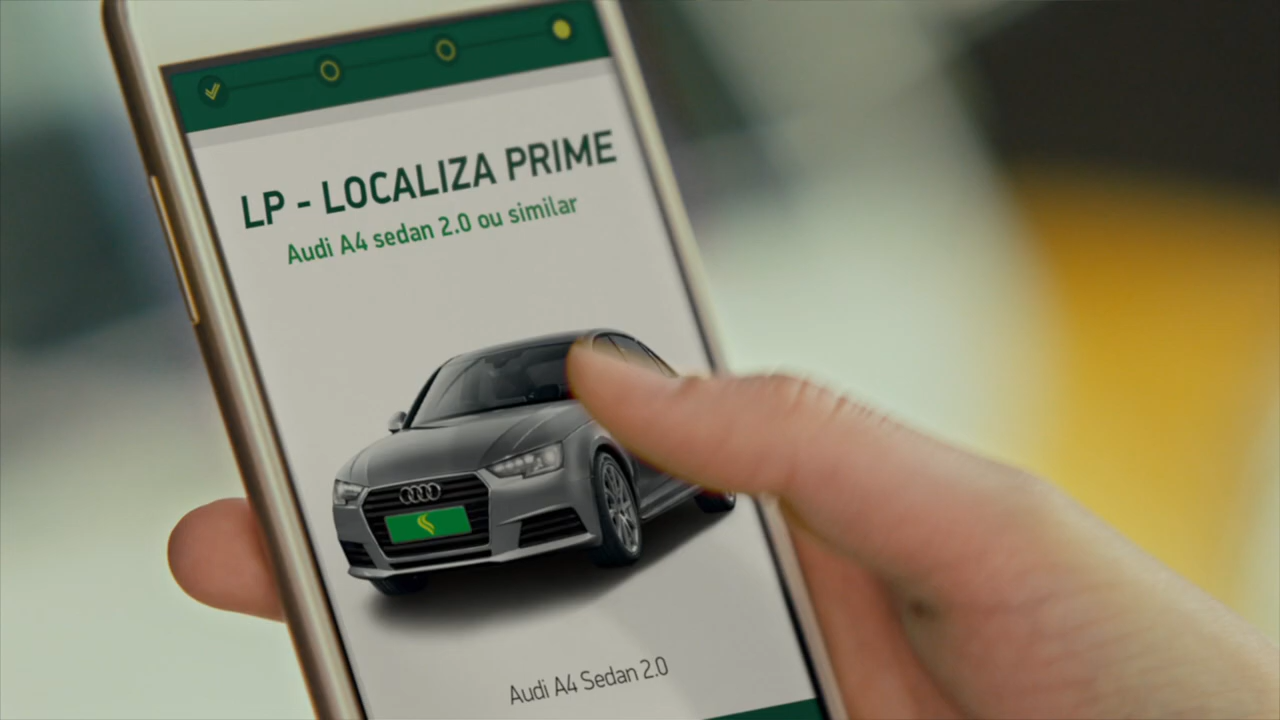 LP - LOCALIZA PRIME
Audi A4 sedan 2.0 ou similar
Audi A4 Sedan 2.0